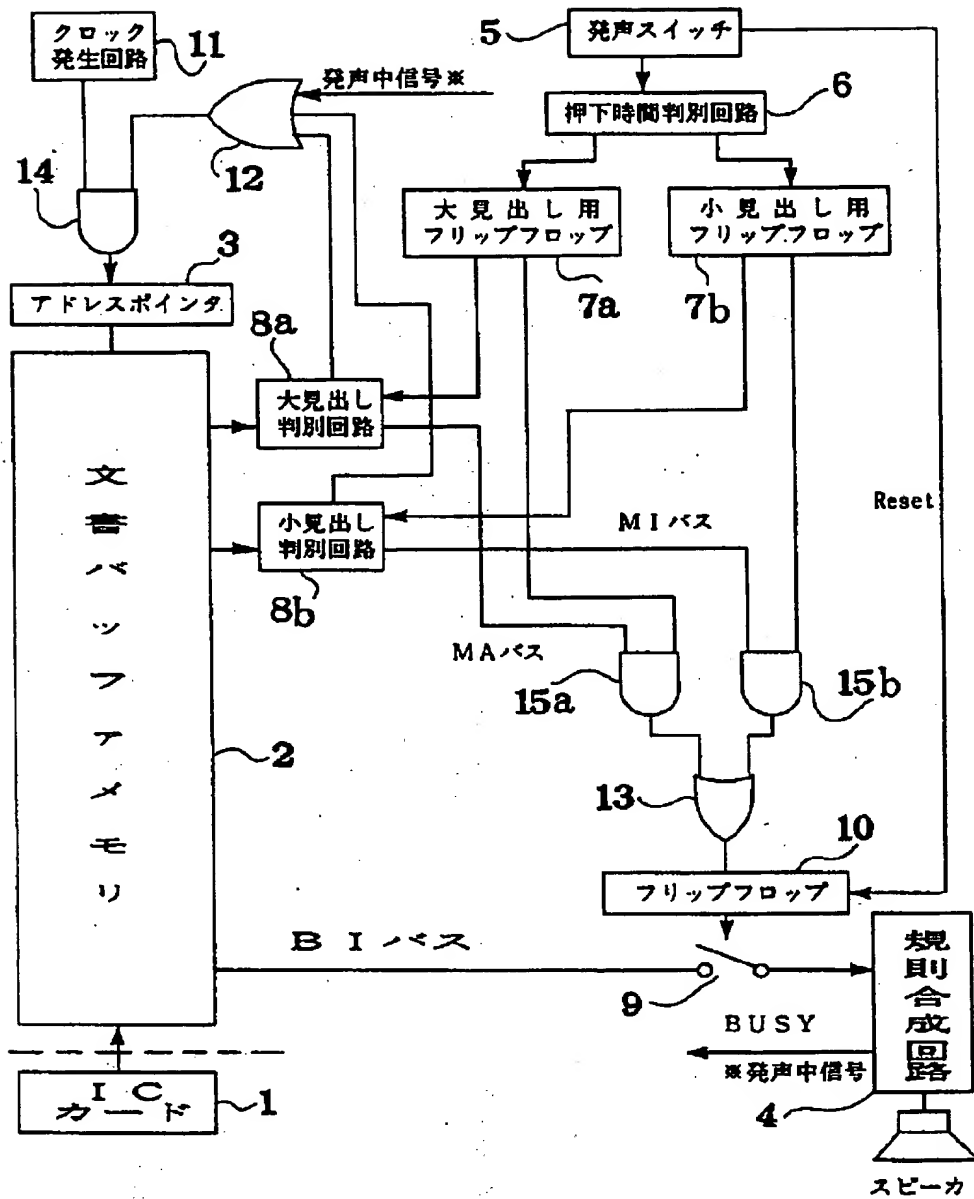 クロック
発生回路
11
5
発声スイッチ
発声中信号※
6
押下時間判別回路
12
14
大見出し用
フリップフロップ
小見出し用
フリップフロップ
3
アドレスポインタ
7a
7b
8a
大見出し
判別回路
文書バッファメモリ
小見出し
判別回路
MIバス
Reset
8b
MAバス
15a
15b
2
13
10
フリップフロップ
BIバス
規則合成回路
9
BUSY
※発声中信号
4
IC
カード
1
スピーカ